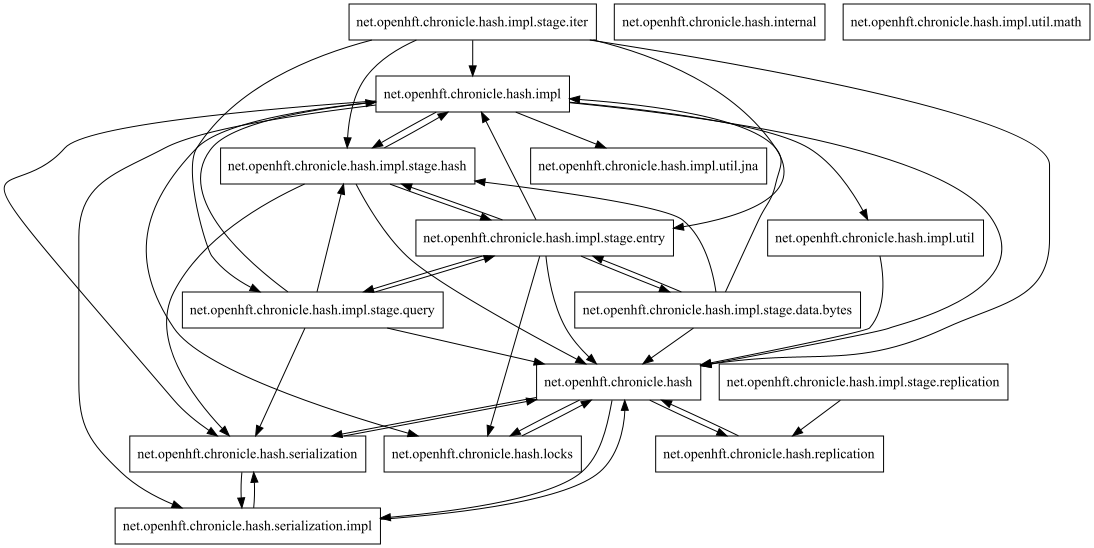 net.openhft.chronicle.hash.impl.stage.iter
net.openhft.chronicle.hash.internal
net.openhft.chronicle.hash.impl.util.math
net.openhft.chronicle.hash.impl
net.openhft.chronicle.hash.impl.stage.hash
net.openhft.chronicle.hash.impl.util.jna
net.openhft.chronicle.hash.impl.stage.entry
net.openhft.chronicle.hash.impl.util
net.openhft.chronicle.hash.impl.stage.query
net.openhft.chronicle.hash.impl.stage.data.bytes
net.openhft.chronicle.hash
net.openhft.chronicle.hash.impl.stage.replication
net.openhft.chronicle.hash.serialization
net.openhft.chronicle.hash.locks
net.openhft.chronicle.hash.replication
net.openhft.chronicle.hash.serialization.impl